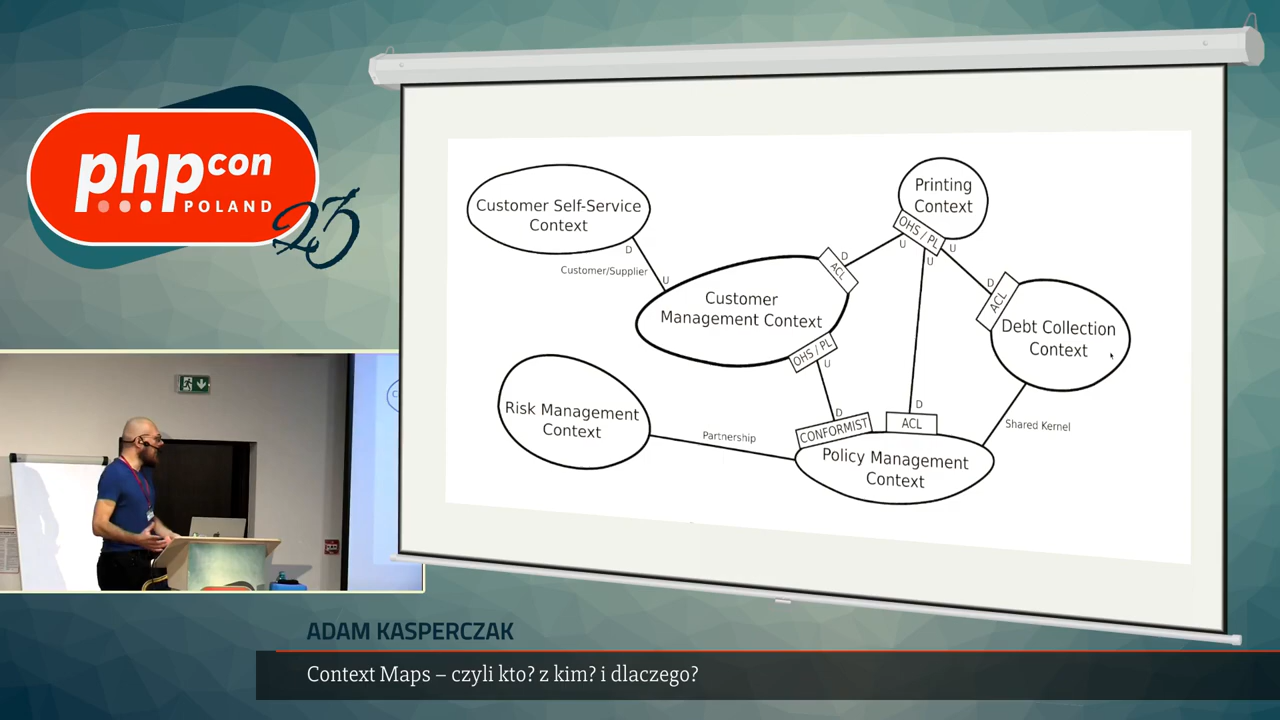 phpcon
POLAND
23
Customer Self-Service
Context
D
Customer/Supplier
U
Customer
Management Context
ACL
D
OHS / PL
U
Printing
Context
OHS / PL
U
U
U
D
ACL
Debt Collection
Context
Shared Kernel
Risk Management
Context
Partnership
D
CONFORMIST
D
ACL
Policy Management
Context
ADAM KASPERCZAK
Context Maps – czyli kto? z kim? i dlaczego?